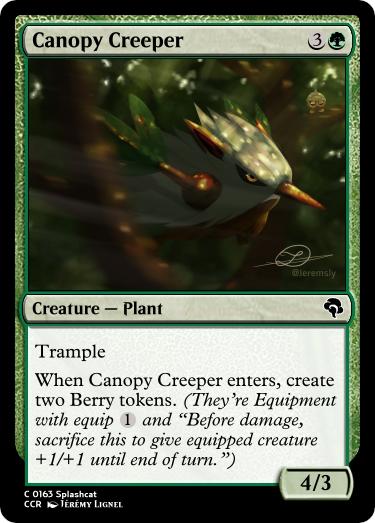 Canopy Creeper 3
@leremsly
Creature — Plant
Trample
When Canopy Creeper enters, create
two Berry tokens. (They're Equipment
with equip 1 and "Before damage,
sacrifice this to give equipped creature
+1/+1 until end of turn.")
4/3
C 0163 Splashcat
CCR Jérémy Lignel